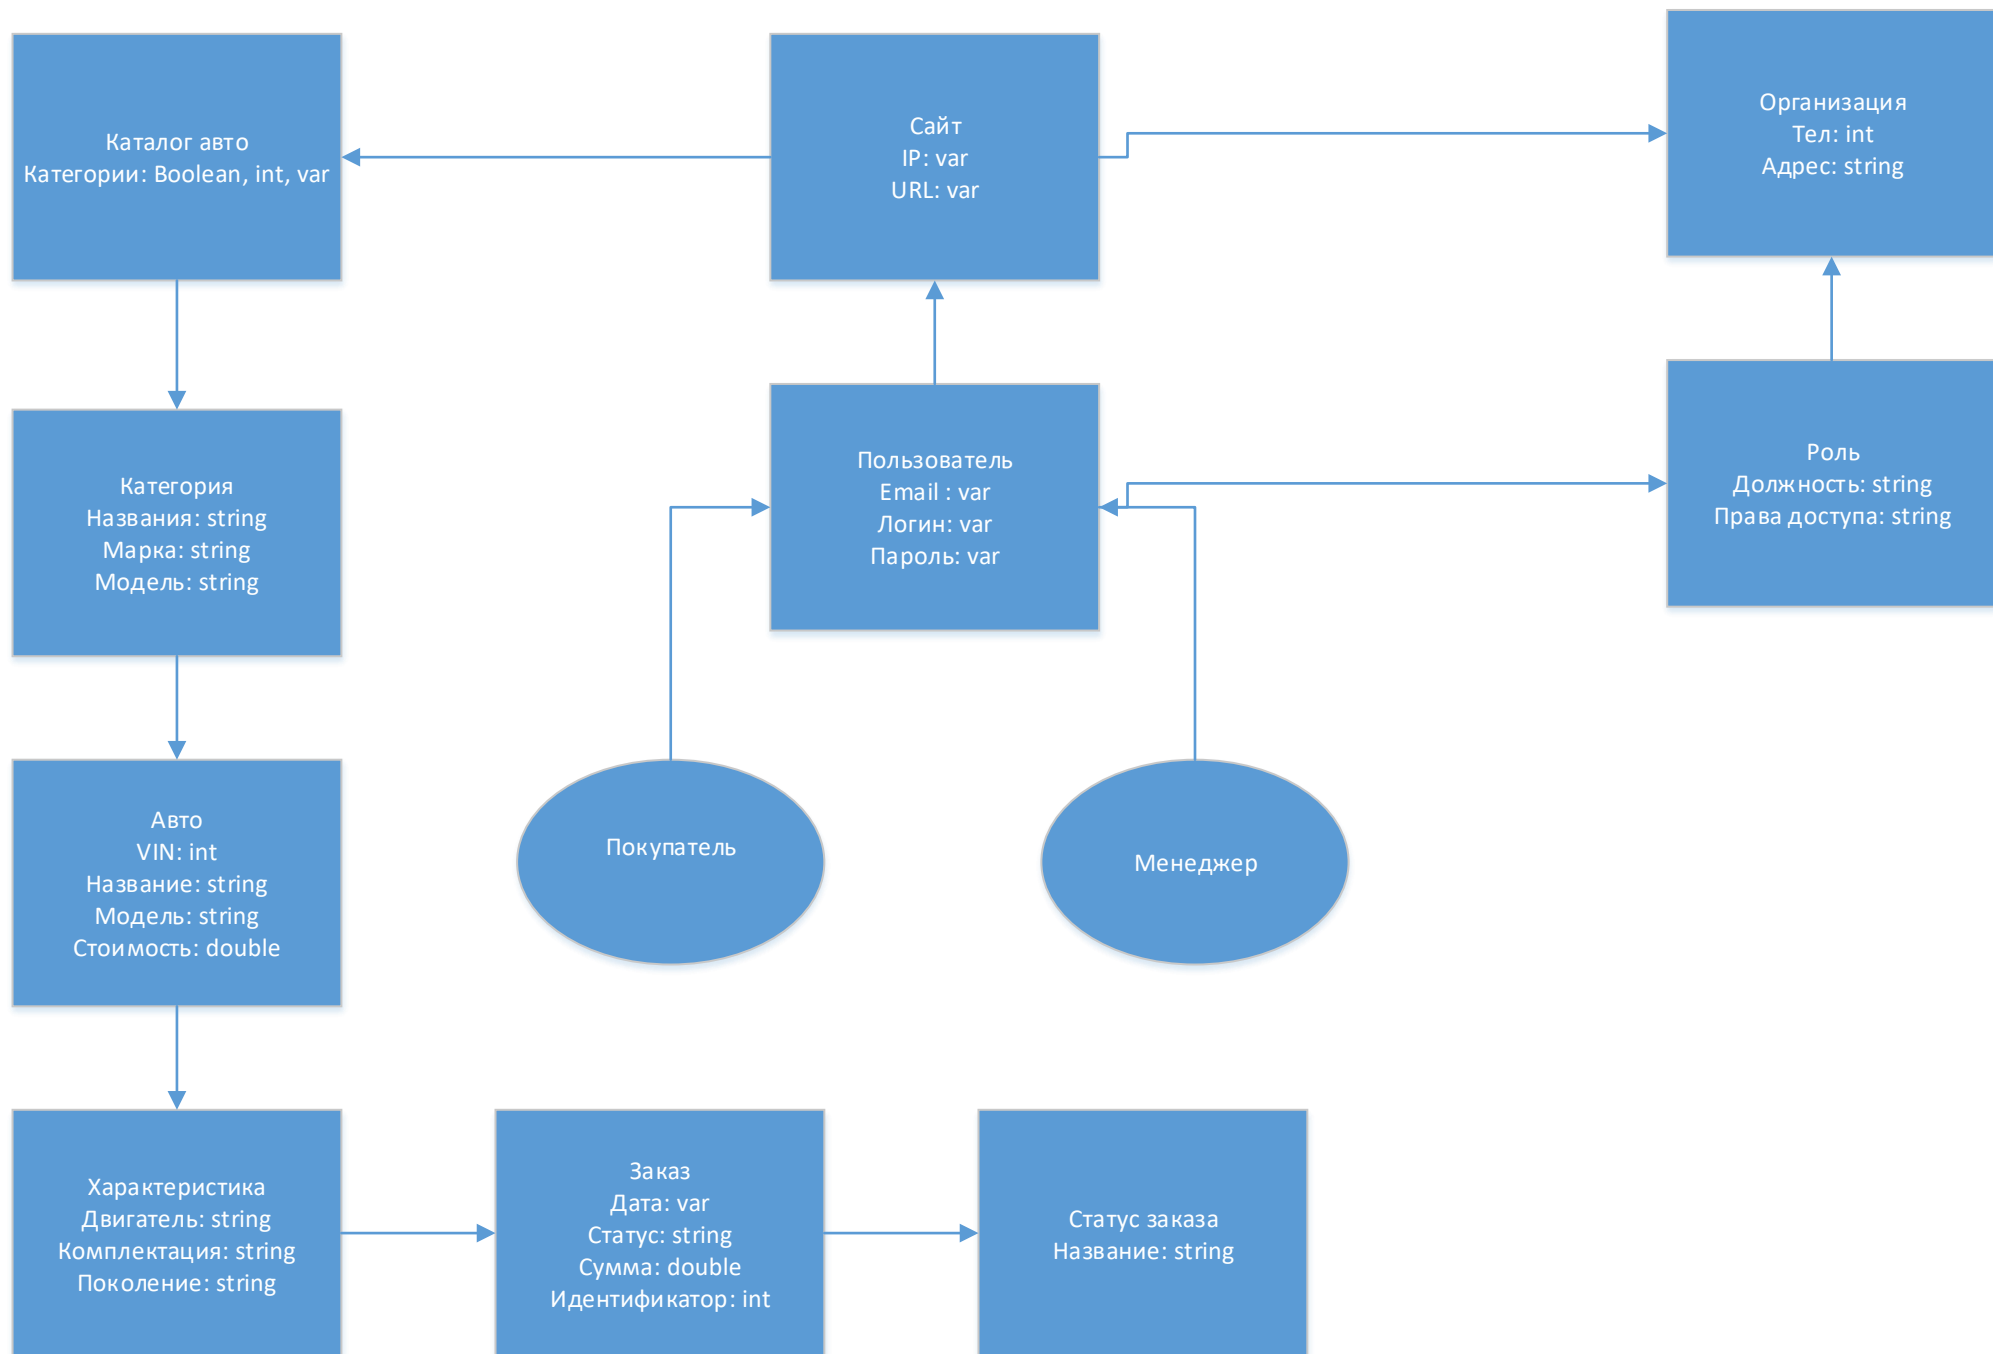 Каталог авто
Категории: Boolean, int, var
Сайт
IP: var
URL: var
Организация
Тел: int
Адрес: string
Категория
Названия: string
Марка: string
Модель: string
Пользователь
Email : var
Логин: var
Пароль: var
Роль
Должность: string
Права доступа: string
Авто
VIN: int
Название: string
Модель: string
Стоимость: double
Покупатель
Менеджер
Характеристика
Двигатель: string
Комплектация: string
Поколение: string
Заказ
Дата: var
Статус: string
Сумма: double
Идентификатор: int
Статус заказа
Название: string